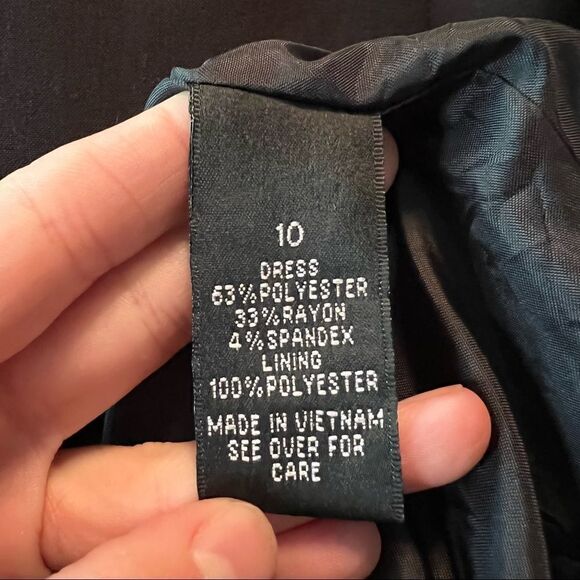 10
DRESS
63%POLYESTER
33%RAYON
4%SPANDEX
LINING
100%POLYESTER
MADE IN VIETNAM
SEE OVER FOR
CARE